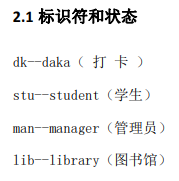 2.1 标识符和状态
dk--daka（ 打 卡 ）
stu--student（学生）
man--manager（管理员）
lib--library（图书馆）